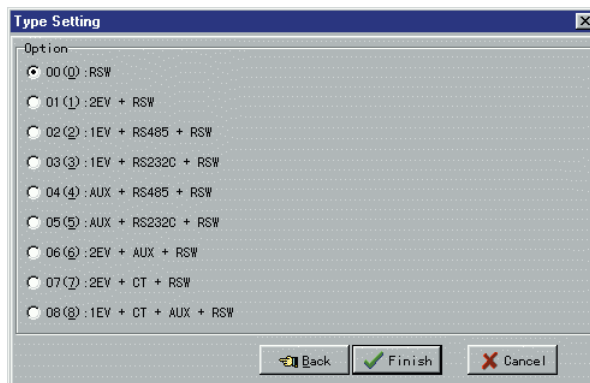 Type Setting
Option
00(0):RSW
01(1):2EV + RSW
02(2):1EV + RS485 + RSW
03(3):1EV + RS232C + RSW
04(4):AUX + RS485 + RSW
05(5):AUX + RS232C + RSW
06(6):2EV + AUX + RSW
07(7):2EV + CT + RSW
08(8):1EV + CT + AUX + RSW
Back Finish Cancel